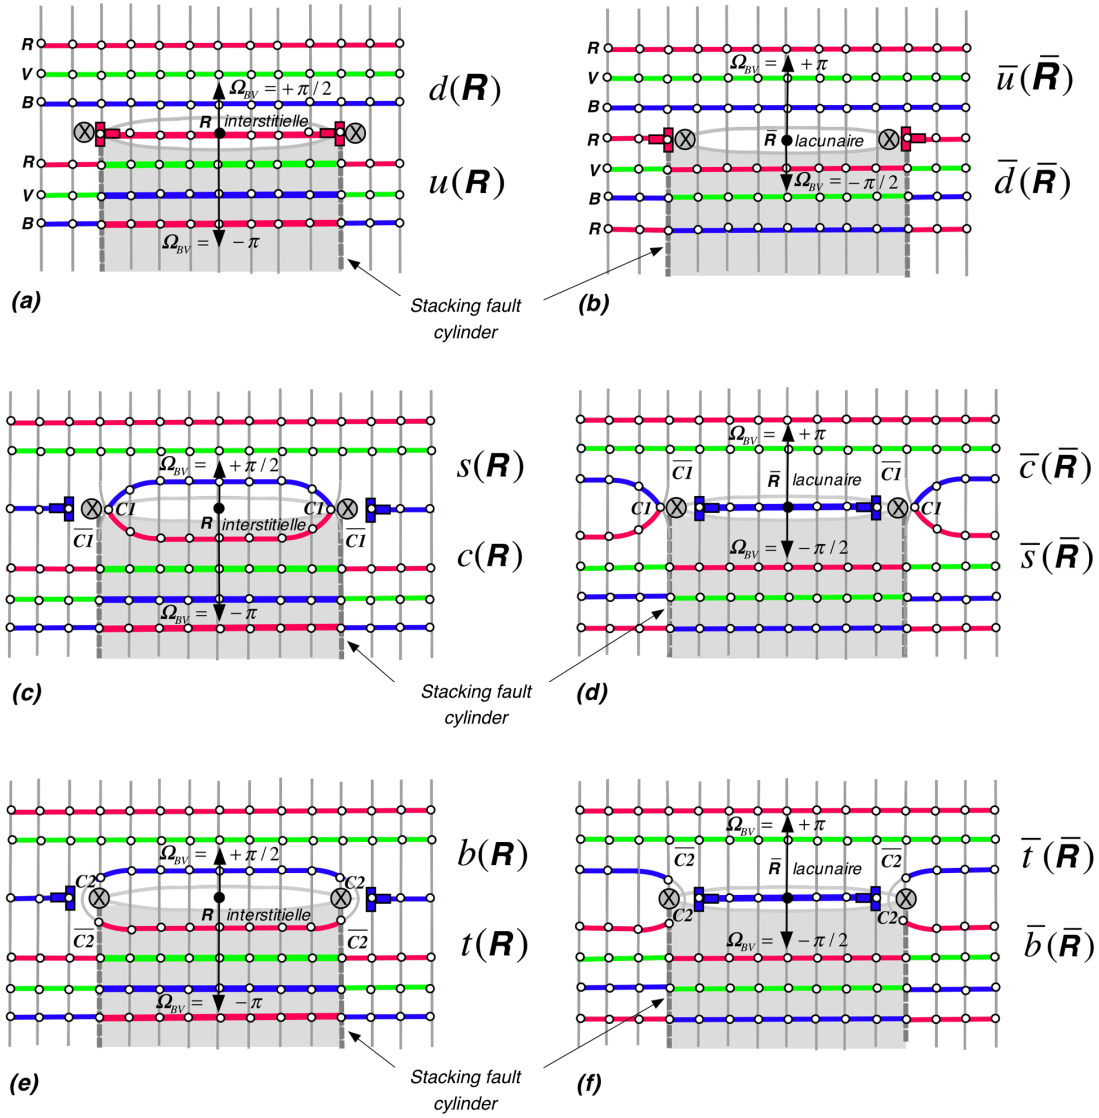 R
V
B
Ω_BV = + π / 2
R interstitielle
R
V
B
Ω_BV = − π
d(R)
u(R)
(a)
R
V
B
R
Ω_BV = + π
R̄ lacunaire
Ω_BV = − π / 2
V
B
R
u̅(R̅)
d̅(R̅)
(b)
Stacking fault
cylinder
Ω_BV = + π / 2
C1
C1
R
interstitielle
C̅1̅
C̅1̅
Ω_BV = − π
s(R)
c(R)
(c)
Ω_BV = + π
C̅1̅
C̅1̅
R̅ lacunaire
C1
C1
Ω_BV = − π / 2
c̅(R̅)
s̅(R̅)
(d)
Stacking fault
cylinder
Ω_BV = + π / 2
C2
C2
R interstitielle
C̅2̅
C̅2̅
Ω_BV = − π
b(R)
t(R)
(e)
Ω_BV = + π
C̅2̅
C̅2̅
R̅ lacunaire
C2
C2
Ω_BV = − π / 2
t̅(R̅)
b̅(R̅)
(f)
Stacking fault
cylinder